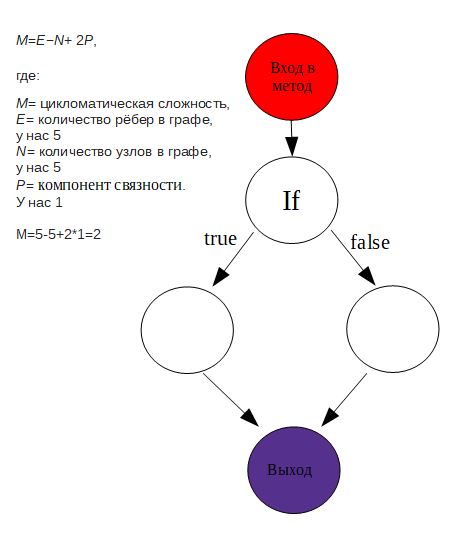 M=E−N+ 2P,
где:
M= цикломатическая сложность,
E= количество рёбер в графе,
у нас 5
N= количество узлов в графе,
у нас 5
P= компонент связности.
У нас 1
M=5-5+2*1=2
Вход в
метод
If
true
false
Выход